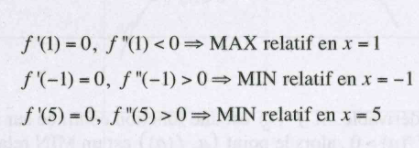 f '(1) = 0, f "(1) < 0 ⇒ MAX relatif en x = 1
f '(−1) = 0, f "(−1) > 0 ⇒ MIN relatif en x = −1
f '(5) = 0, f "(5) > 0 ⇒ MIN relatif en x = 5